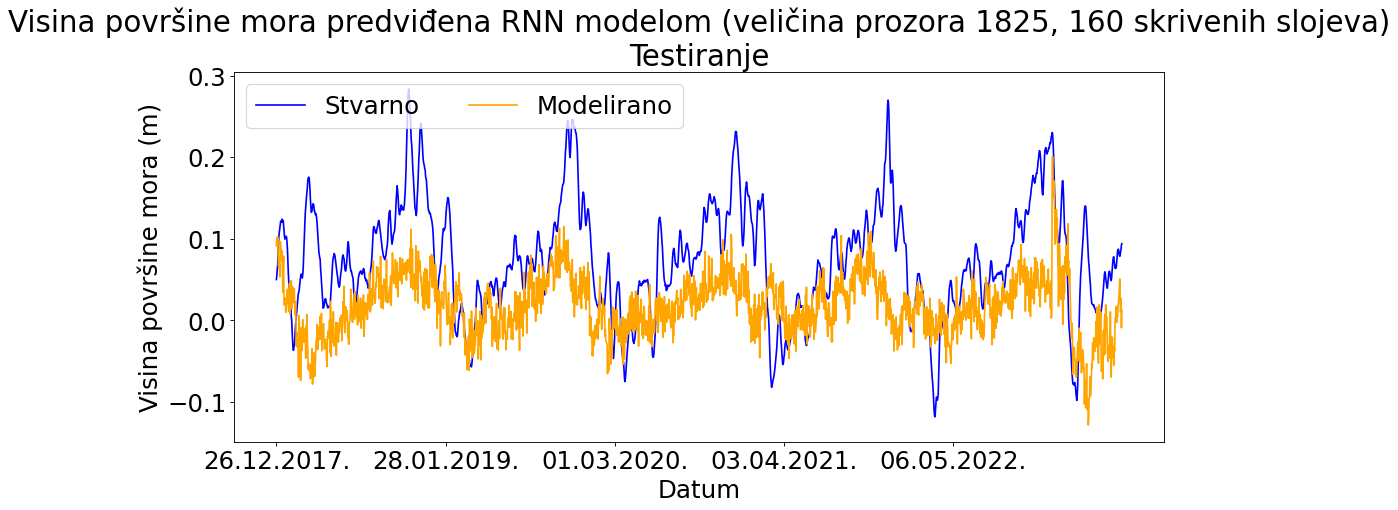 Visina površine mora predviđena RNN modelom (veličina prozora 1825, 160 skrivenih slojeva)
Testiranje
Stvarno
Modelirano
Visina površine mora (m)
0.3
0.2
0.1
0.0
−0.1
26.12.2017.
28.01.2019.
01.03.2020.
03.04.2021.
06.05.2022.
Datum